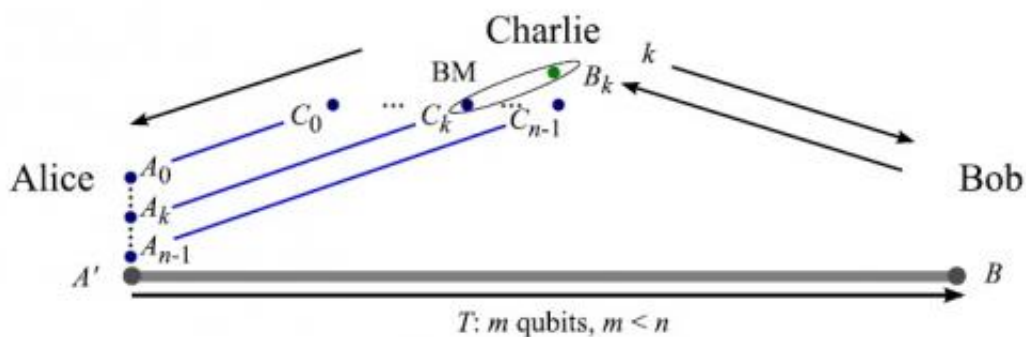 Charlie
BM
k
B_k
C_0
...
C_k
...
C_{n-1}
Alice
A_0
A_k
A_{n-1}
Bob
A'
B
T: m qubits, m < n